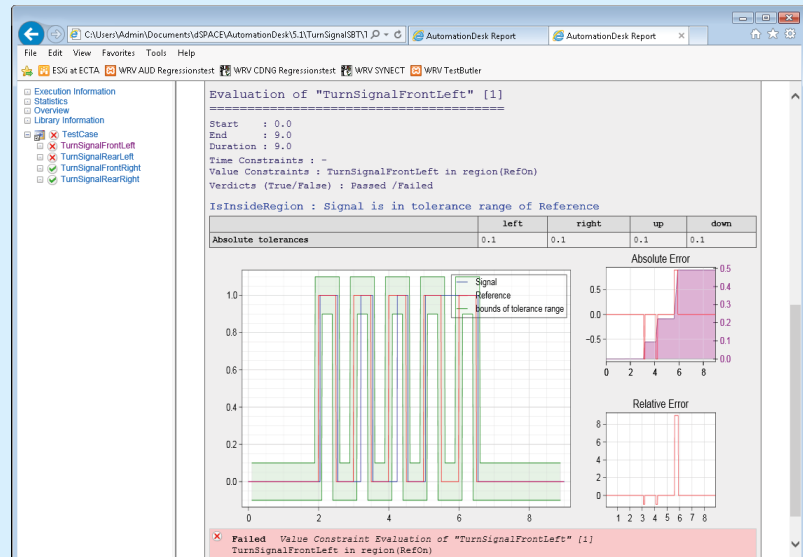 C:\Users\Admin\Documents\dSPACE\AutomationDesk\5.1\TurnSignalSBT\T
AutomationDesk Report
AutomationDesk Report
File Edit View Favorites Tools Help
ESXi at ECTA WRV AUD Regressionstest WRV CDNG Regressionstest WRV SYNECT WRV TestButler
Execution Information
Statistics
Overview
Library Information
TestCase
TurnSignalFrontLeft
TurnSignalRearLeft
TurnSignalFrontRight
TurnSignalRearRight
Evaluation of "TurnSignalFrontLeft" [1]
========================================
Start : 0.0
End : 9.0
Duration : 9.0
Time Constraints : -
Value Constraints : TurnSignalFrontLeft in region(RefOn)
Verdicts (True/False) : Passed /Failed
IsInsideRegion : Signal is in tolerance range of Reference
left right up down
Absolute tolerances 0.1 0.1 0.1 0.1
Signal
Reference
bounds of tolerance range
1.0
0.8
0.6
0.4
0.2
0.0
0 2 4 6 8
Absolute Error
0.5
0.0
-0.5
0.5
0.4
0.3
0.2
0.1
0.0
0 2 4 6 8
Relative Error
8
6
4
2
0
1 2 3 4 5 6 7 8
Failed Value Constraint Evaluation of "TurnSignalFrontLeft" [1]
TurnSignalFrontLeft in region(RefOn)